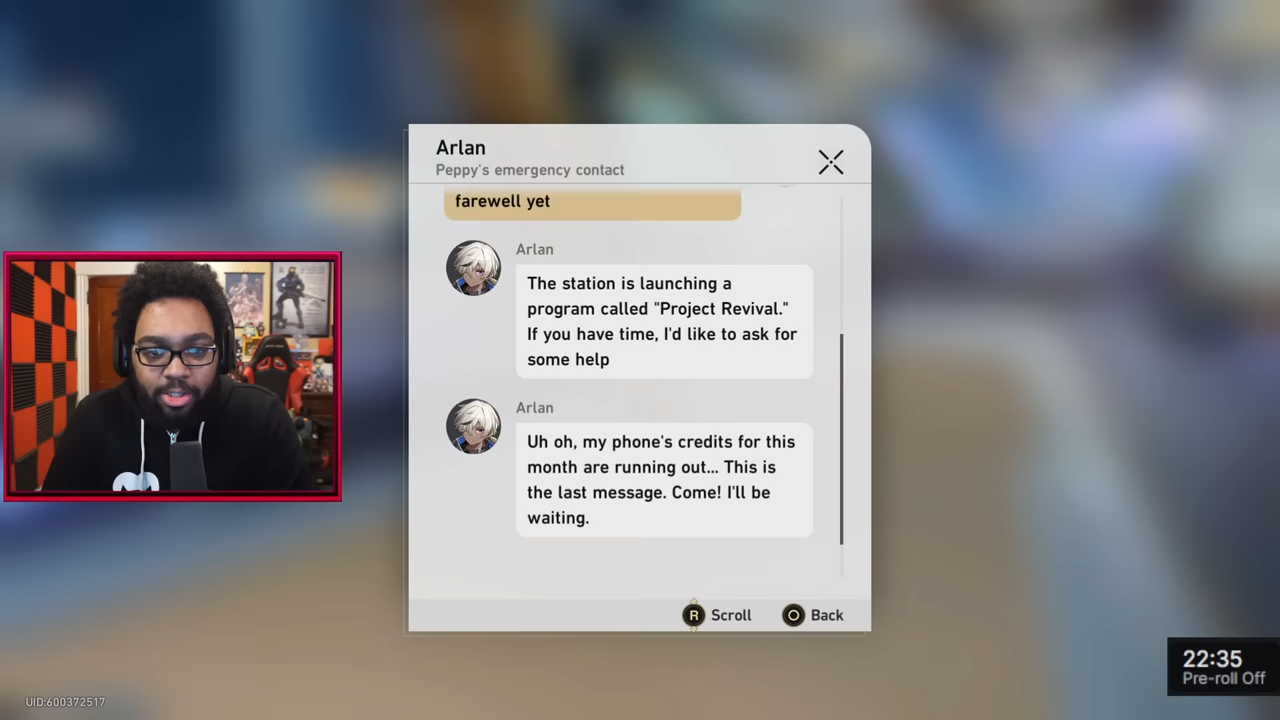 Arlan
Peppy's emergency contact
farewell yet
Arlan
The station is launching a
program called "Project Revival."
If you have time, I'd like to ask for
some help
Arlan
Uh oh, my phone's credits for this
month are running out... This is
the last message. Come! I'll be
waiting.
R Scroll
Back
22:35
Pre-roll Off
UID:600372517